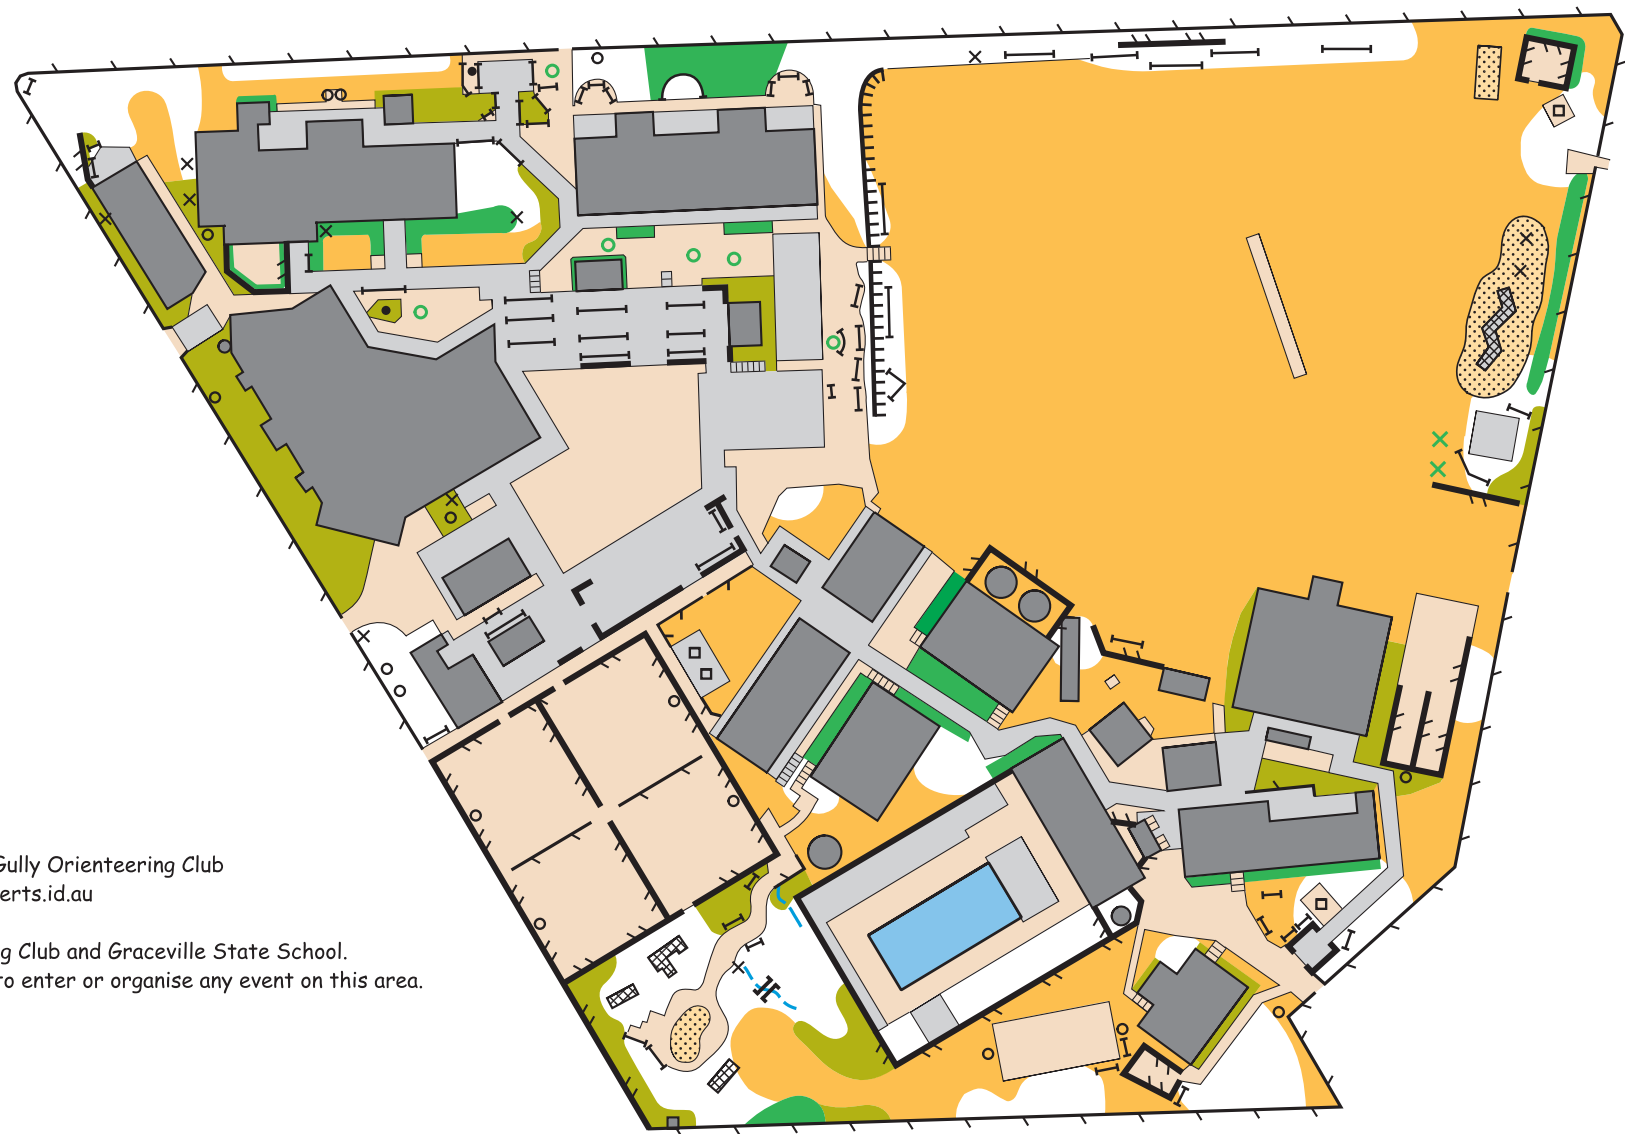 Gully Orienteering Club
erts.id.au
g Club and Graceville State School.
to enter or organise any event on this area.